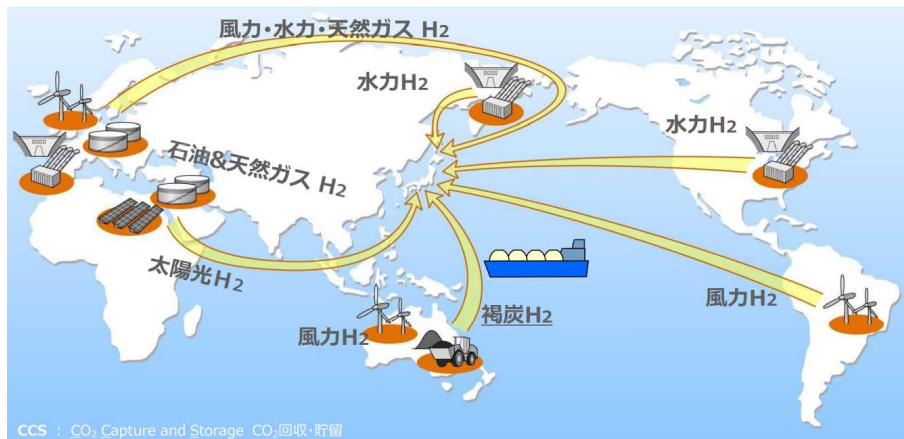 風力・水力・天然ガス H2
水力H2
水力H2
石油&天然ガス H2
太陽光H2
風力H2
褐炭H2
風力H2
CCS : CO2 Capture and Storage CO2回収・貯留